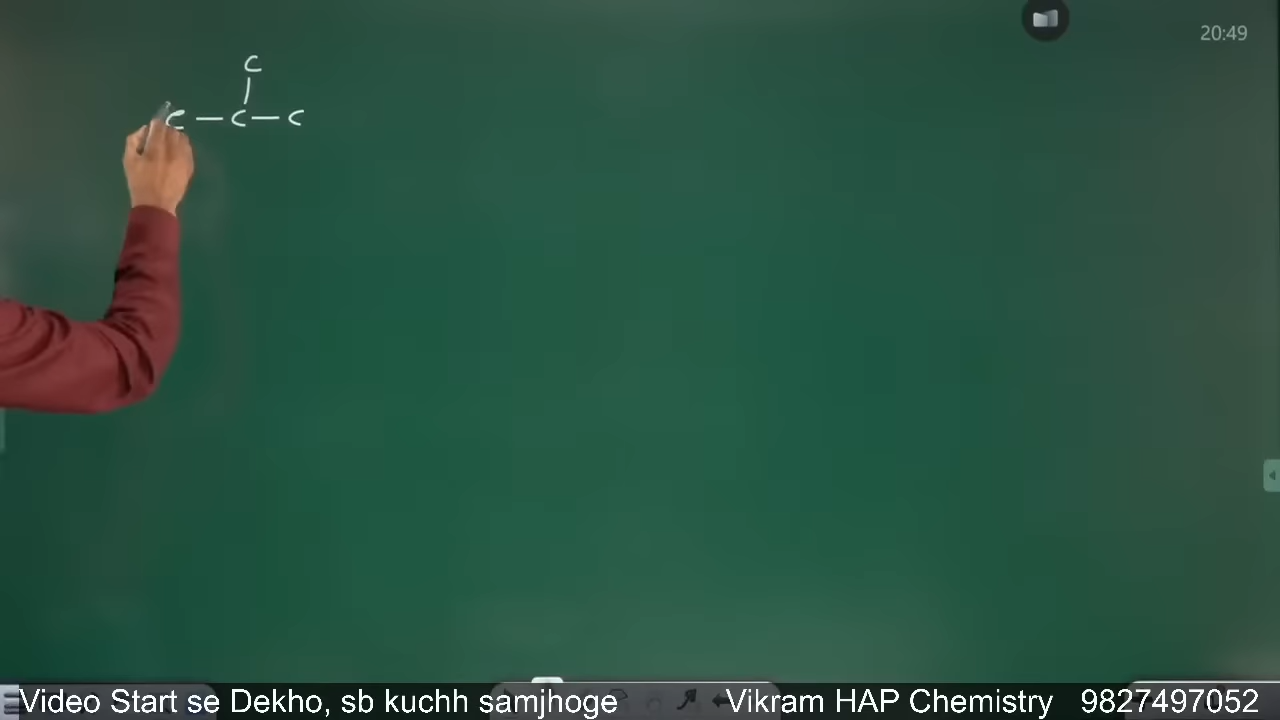 20:49
C
C — C — C
Video Start se Dekho, sb kuchh samjhoge Vikram HAP Chemistry 9827497052